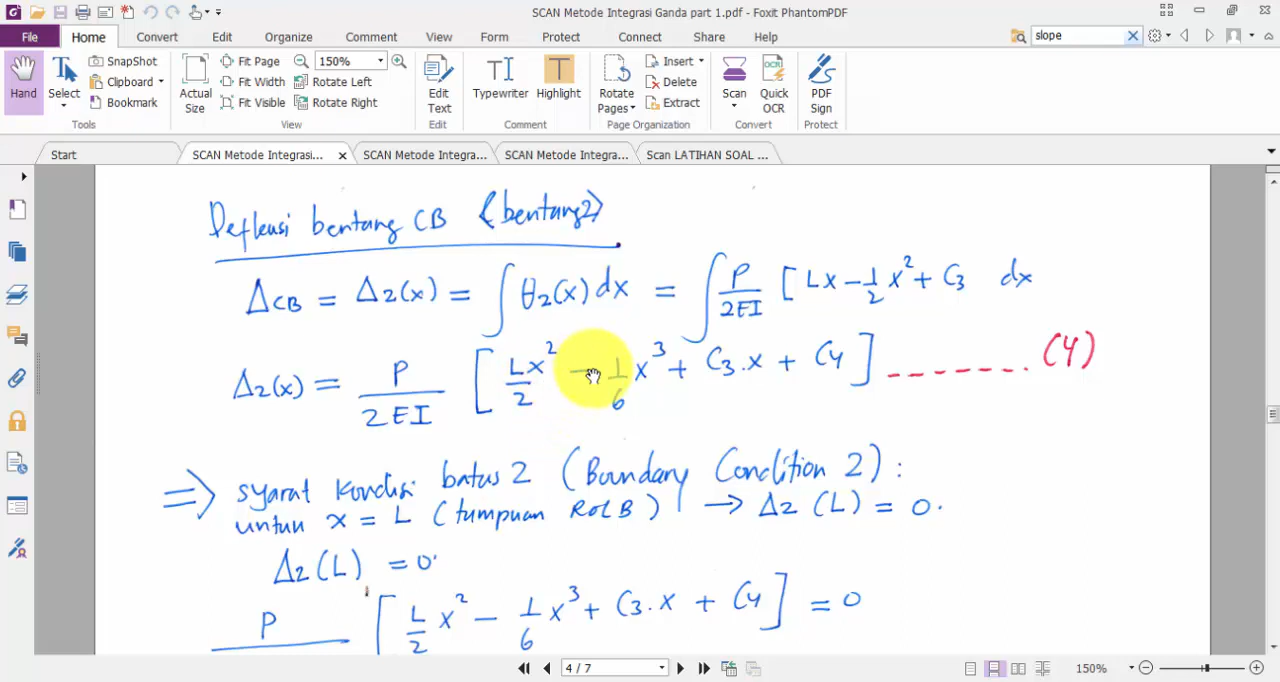 SCAN Metode Integrasi Ganda part 1.pdf - Foxit PhantomPDF
File Home Convert Edit Organize Comment View Form Protect Connect Share Help slope
Hand Select SnapShot Clipboard Bookmark
Tools
Actual Size Fit Page Fit Width Fit Visible 150% Rotate Left Rotate Right
View
Edit Text
Edit
Typewriter Highlight
Comment
Rotate Pages Insert Delete Extract
Page Organization
Scan Quick OCR
Convert
PDF Sign
Protect
Start SCAN Metode Integrasi... SCAN Metode Integra... SCAN Metode Integra... Scan LATIHAN SOAL ...
Defleksi bentang CB (bentang2)
ΔCB = Δ2(x) = ∫ θ2(x) dx = ∫ P/2EI [ Lx - 1/2 x² + C3 dx
Δ2(x) = P/2EI [ Lx²/2 - 1/6 x³ + C3.x + C4 ] ------- (4)
=> syarat kondisi batas 2 (Boundary Condition 2) :
untuk x = L (tumpuan Rol B) → Δ2 (L) = 0.
Δ2(L) = 0
P [ L/2 x² - 1/6 x³ + C3.x + C4 ] = 0
4 / 7 150%